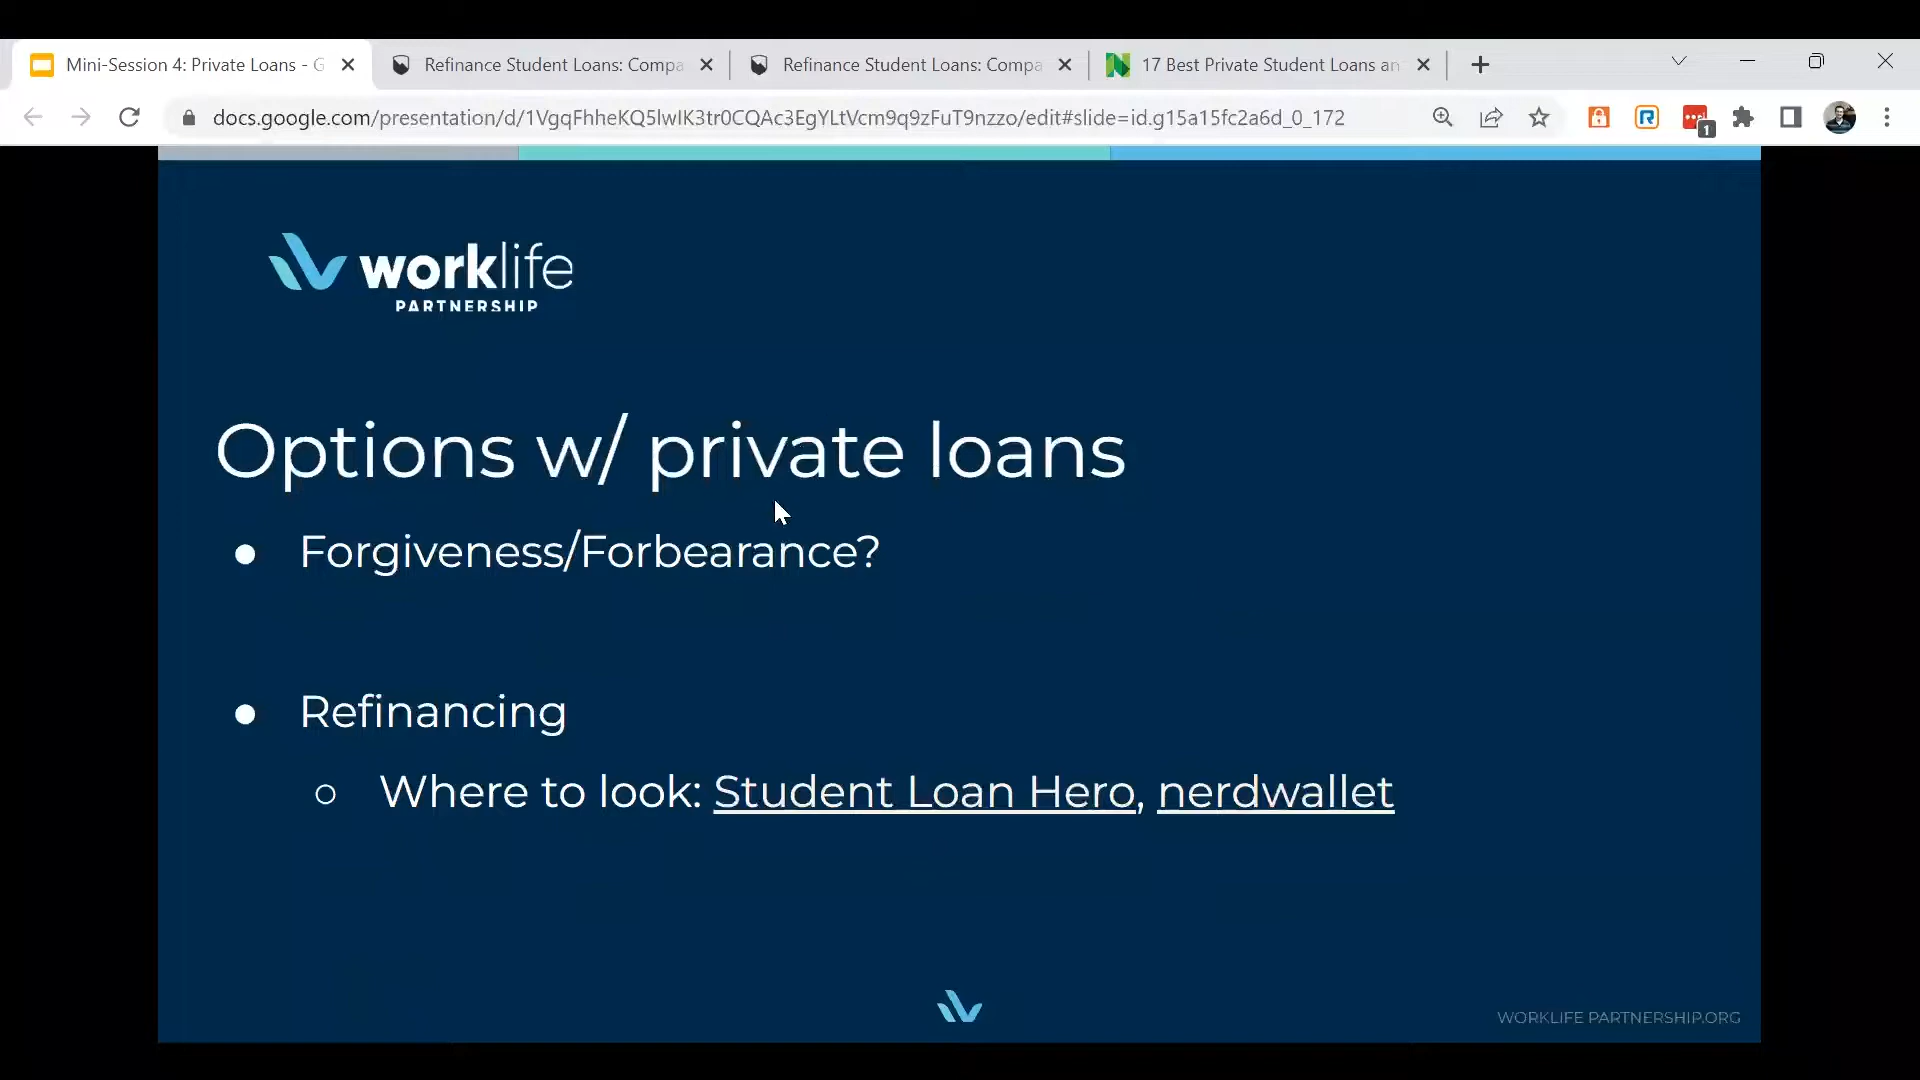 Mini-Session 4: Private Loans - G
Refinance Student Loans: Compa
Refinance Student Loans: Compa
17 Best Private Student Loans an
docs.google.com/presentation/d/1VgqFhheKQ5lwIK3tr0CQAc3EgYLtVcm9q9zFuT9nzzo/edit#slide=id.g15a15fc2a6d_0_172
1
worklife
PARTNERSHIP
Options w/ private loans
● Forgiveness/Forbearance?
● Refinancing
○ Where to look: Student Loan Hero, nerdwallet
WORKLIFE PARTNERSHIP.ORG